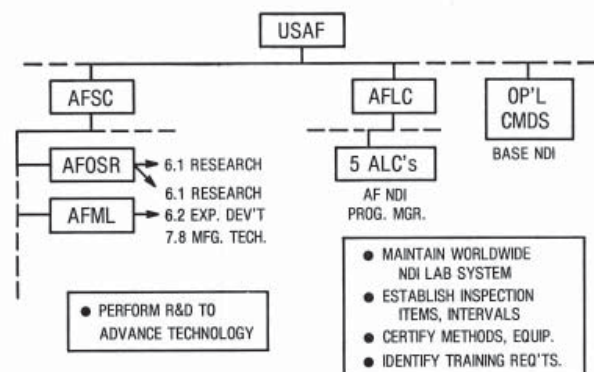 USAF
AFSC
AFLC
OP'L
CMDS
BASE NDI
AFOSR
6.1 RESEARCH
6.1 RESEARCH
AFML
6.2 EXP. DEV'T
7.8 MFG. TECH.
5 ALC's
AF NDI
PROG. MGR.
● PERFORM R&D TO
ADVANCE TECHNOLOGY
● MAINTAIN WORLDWIDE
NDI LAB SYSTEM
● ESTABLISH INSPECTION
ITEMS, INTERVALS
● CERTIFY METHODS, EQUIP.
● IDENTIFY TRAINING REQ'TS.